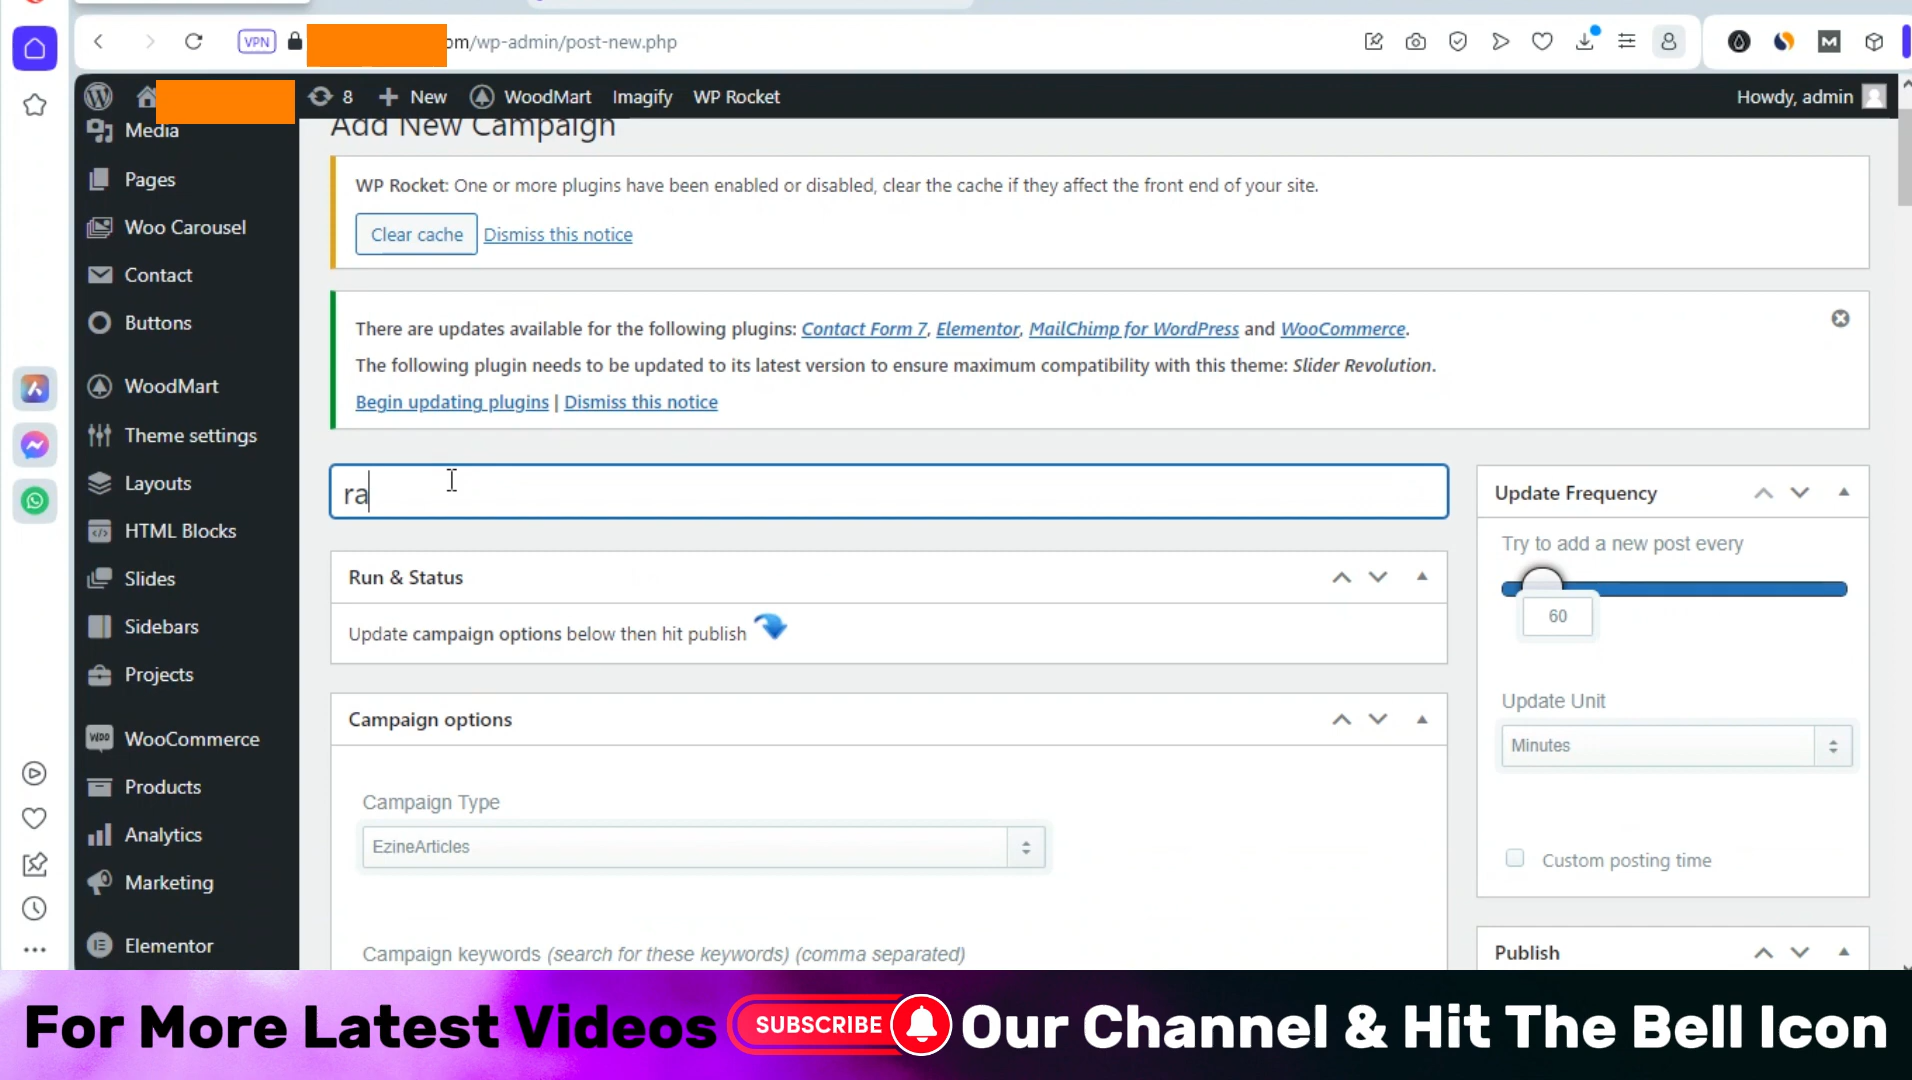 VPN
om/wp-admin/post-new.php
8
New
WoodMart
Imagify
WP Rocket
Howdy, admin
Media
Pages
Woo Carousel
Contact
Buttons
WoodMart
Theme settings
Layouts
HTML Blocks
Slides
Sidebars
Projects
WooCommerce
Products
Analytics
Marketing
Elementor
Add New Campaign
WP Rocket: One or more plugins have been enabled or disabled, clear the cache if they affect the front end of your site.
Clear cache Dismiss this notice
There are updates available for the following plugins: Contact Form 7, Elementor, MailChimp for WordPress and WooCommerce.
The following plugin needs to be updated to its latest version to ensure maximum compatibility with this theme: Slider Revolution.
Begin updating plugins | Dismiss this notice
ra
Run & Status
Update campaign options below then hit publish
Campaign options
Campaign Type
EzineArticles
Campaign keywords (search for these keywords) (comma separated)
Update Frequency
Try to add a new post every
60
Update Unit
Minutes
Custom posting time
Publish
For More Latest Videos SUBSCRIBE Our Channel & Hit The Bell Icon